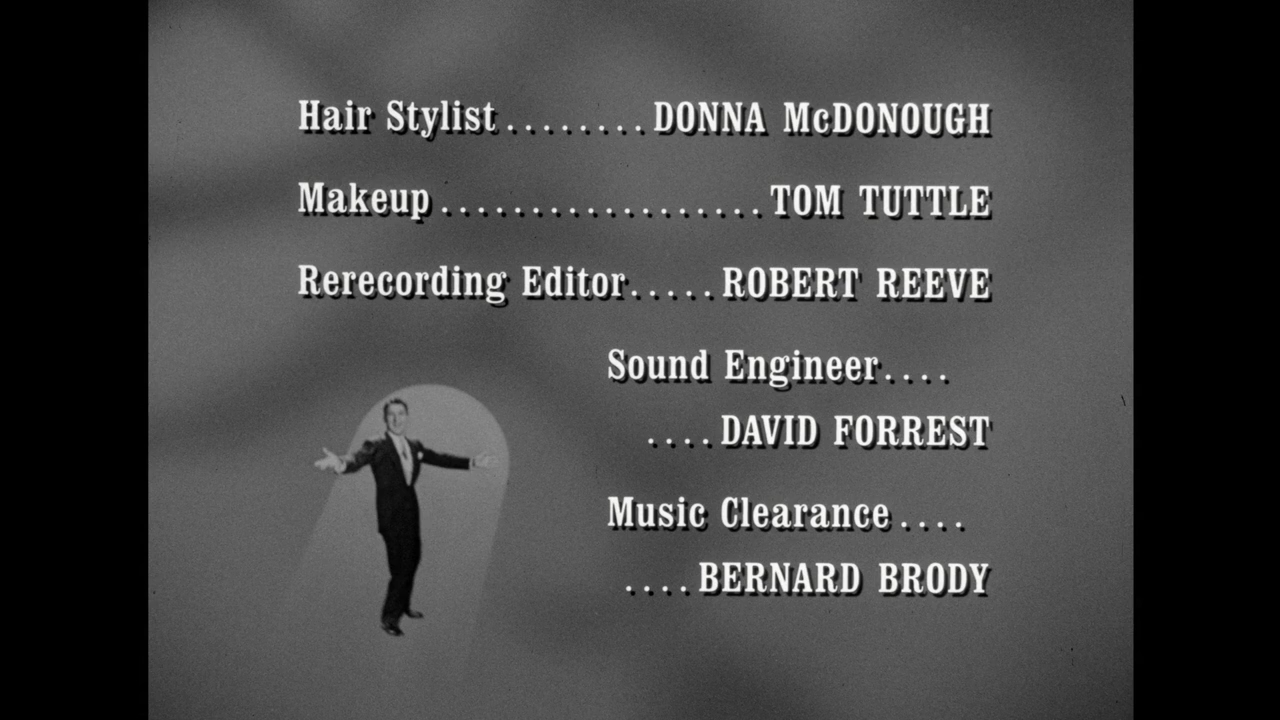 Hair Stylist........DONNA McDONOUGH
Makeup..................TOM TUTTLE
Rerecording Editor.....ROBERT REEVE
Sound Engineer....
....DAVID FORREST
Music Clearance....
....BERNARD BRODY